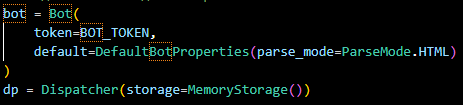 bot = Bot(
    token=BOT_TOKEN,
    default=DefaultBotProperties(parse_mode=ParseMode.HTML)
)
dp = Dispatcher(storage=MemoryStorage())